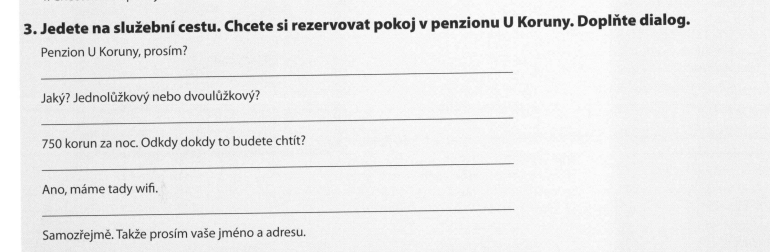 3. Jedete na služební cestu. Chcete si rezervovat pokoj v penzionu U Koruny. Doplňte dialog.
Penzion U Koruny, prosím?
Jaký? Jednolůžkový nebo dvoulůžkový?
750 korun za noc. Odkdy dokdy to budete chtít?
Ano, máme tady wifi.
Samozřejmě. Takže prosím vaše jméno a adresu.